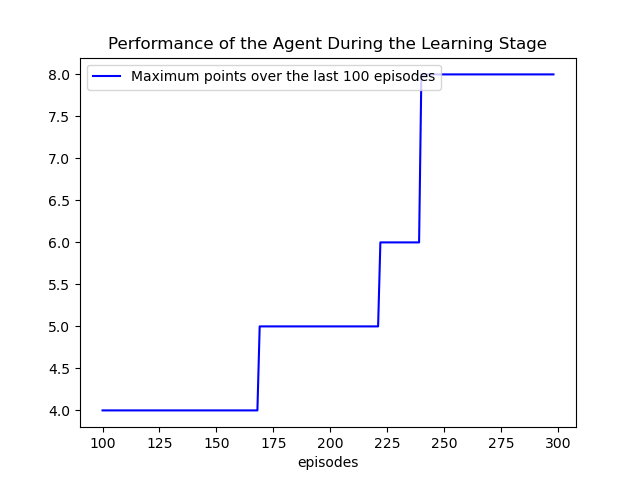 Performance of the Agent During the Learning Stage
Maximum points over the last 100 episodes
8.0
7.5
7.0
6.5
6.0
5.5
5.0
4.5
4.0
100 125 150 175 200 225 250 275 300
episodes